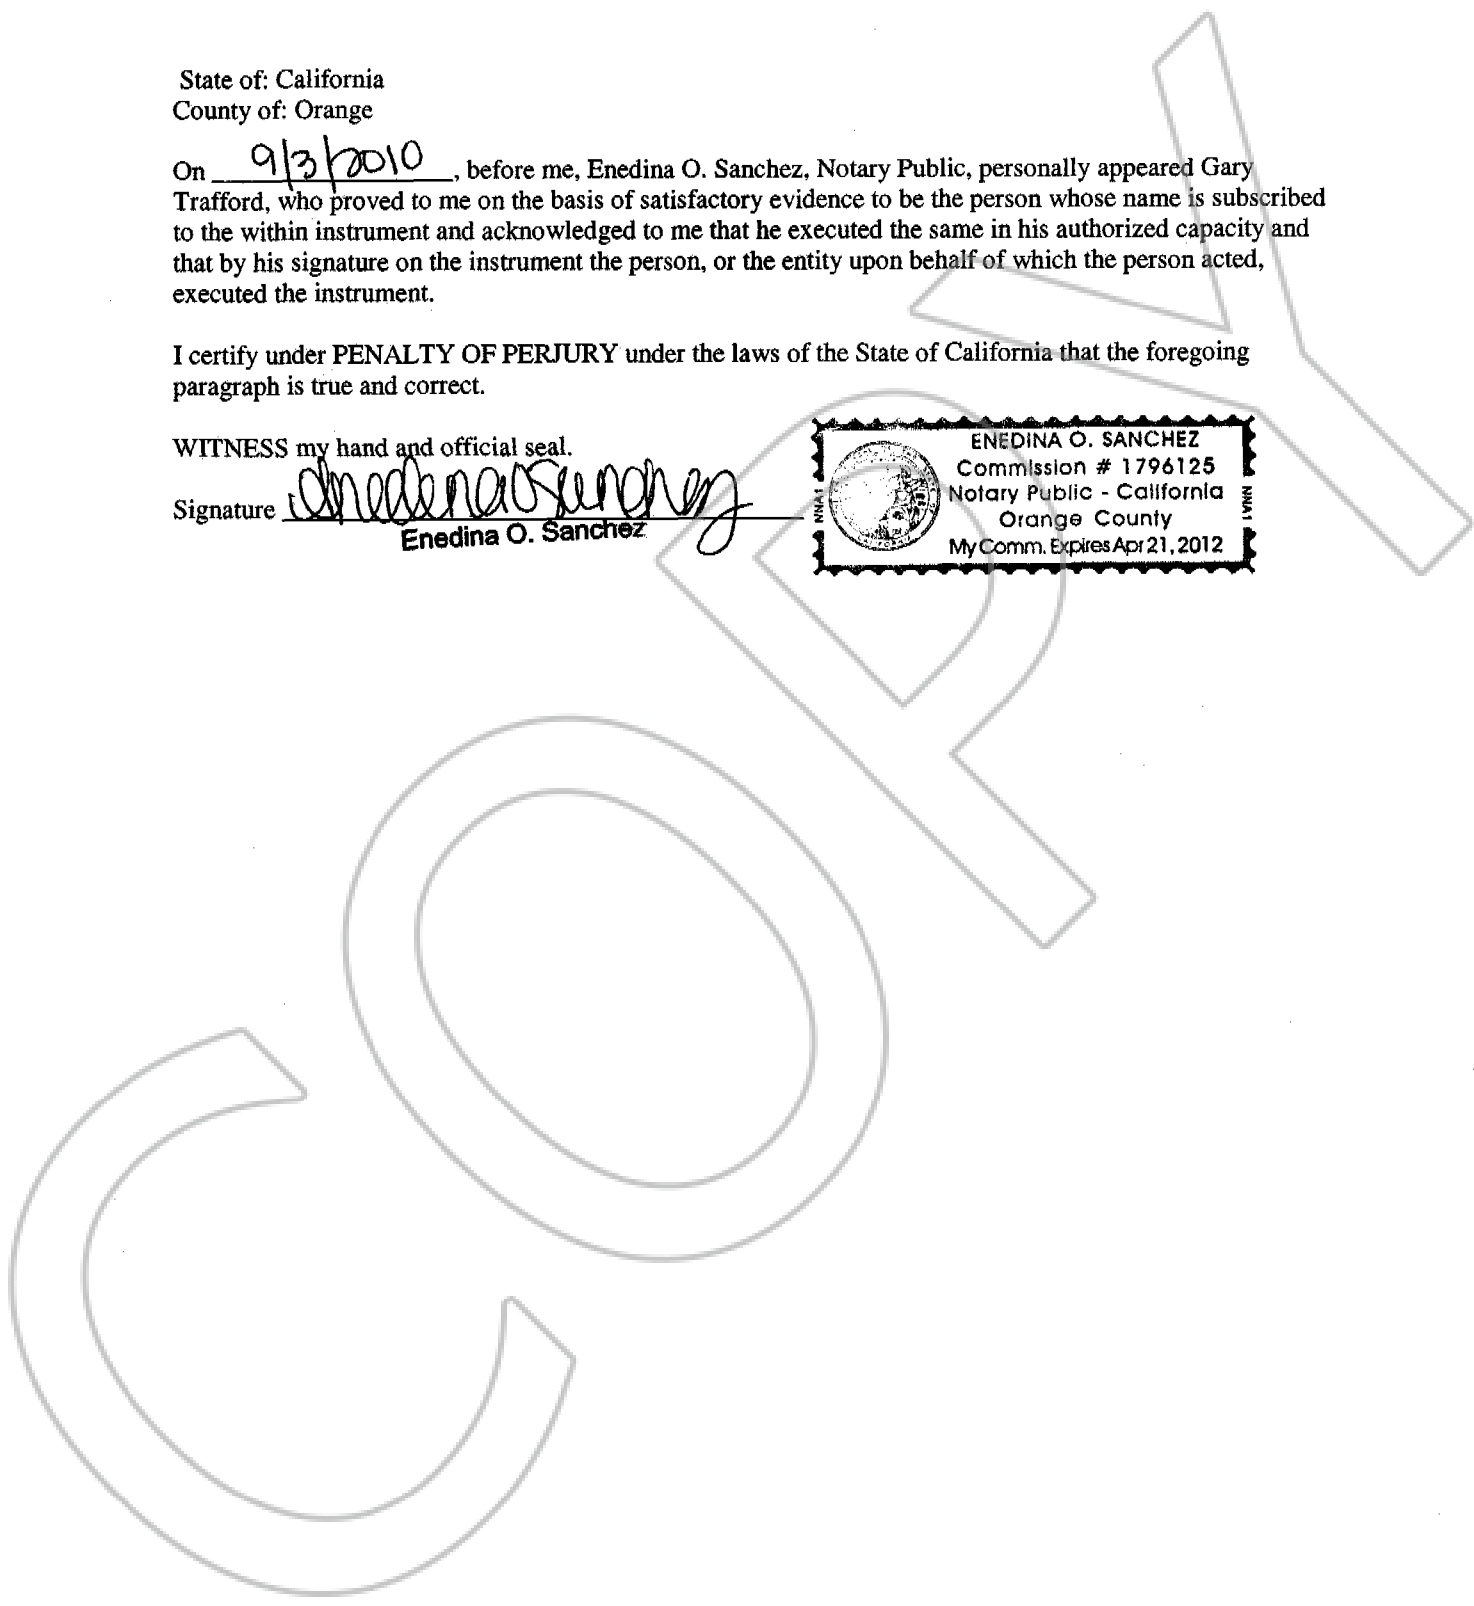 State of: California
County of: Orange
On 9/3/2010, before me, Enedina O. Sanchez, Notary Public, personally appeared Gary
Trafford, who proved to me on the basis of satisfactory evidence to be the person whose name is subscribed
to the within instrument and acknowledged to me that he executed the same in his authorized capacity and
that by his signature on the instrument the person, or the entity upon behalf of which the person acted,
executed the instrument.
I certify under PENALTY OF PERJURY under the laws of the State of California that the foregoing
paragraph is true and correct.
WITNESS my hand and official seal.
Signature Enedina O Sanchez
Enedina O. Sanchez
NNA1
ENEDINA O. SANCHEZ
Commission # 1796125
Notary Public - California
Orange County
My Comm. Expires Apr 21, 2012
NNA1
COPY